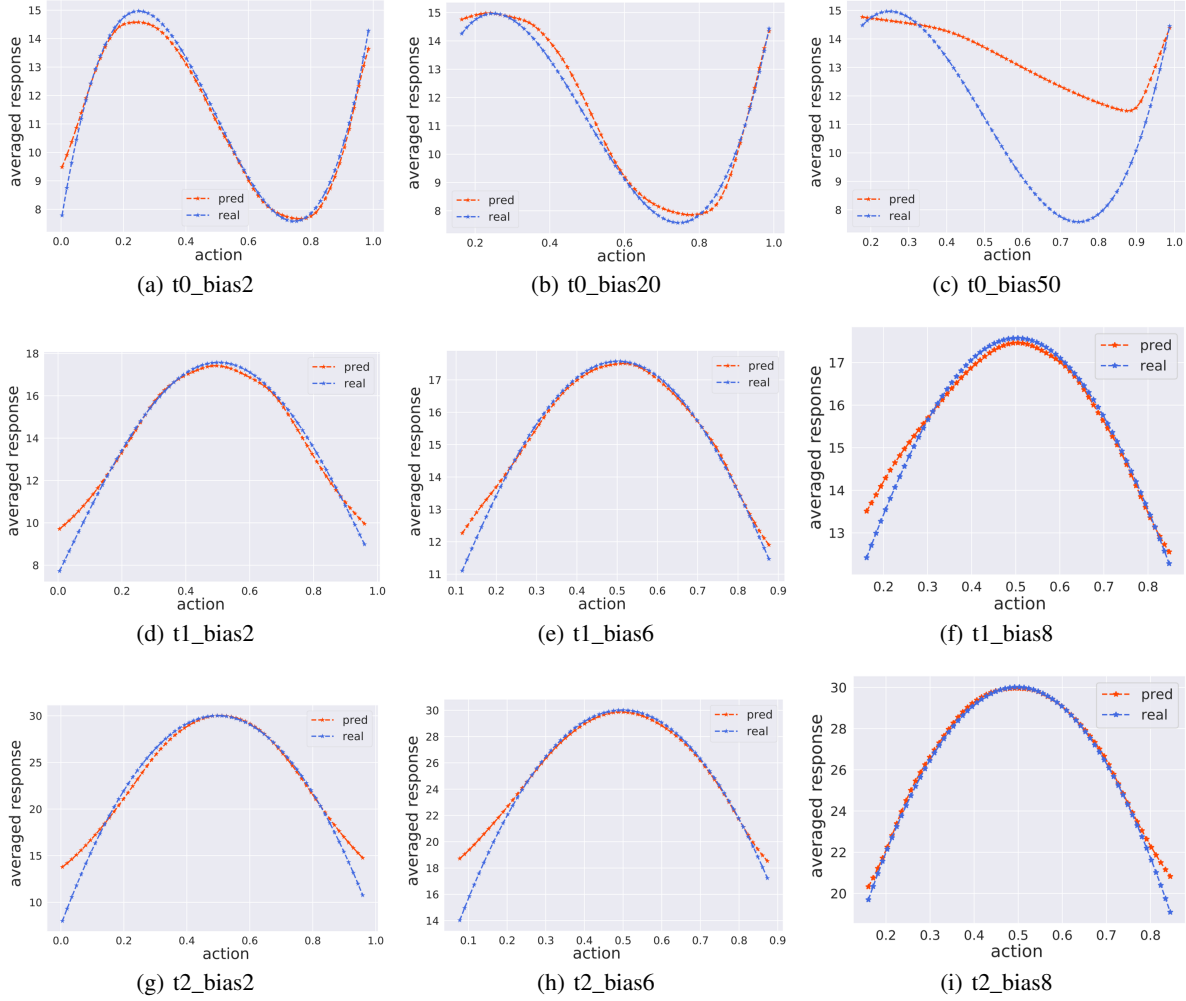 15
14
13
12
11
10
9
8
averaged response
pred
real
0.0 0.2 0.4 0.6 0.8 1.0
action
(a) t0_bias2
15
14
13
12
11
10
9
8
averaged response
pred
real
0.2 0.4 0.6 0.8 1.0
action
(b) t0_bias20
15
14
13
12
11
10
9
8
averaged response
pred
real
0.2 0.3 0.4 0.5 0.6 0.7 0.8 0.9 1.0
action
(c) t0_bias50
18
16
14
12
10
8
averaged response
pred
real
0.0 0.2 0.4 0.6 0.8 1.0
action
(d) t1_bias2
17
16
15
14
13
12
11
averaged response
pred
real
0.1 0.2 0.3 0.4 0.5 0.6 0.7 0.8 0.9
action
(e) t1_bias6
17
16
15
14
13
averaged response
pred
real
0.2 0.3 0.4 0.5 0.6 0.7 0.8
action
(f) t1_bias8
30
25
20
15
10
averaged response
pred
real
0.0 0.2 0.4 0.6 0.8 1.0
action
(g) t2_bias2
30
28
26
24
22
20
18
16
14
averaged response
pred
real
0.1 0.2 0.3 0.4 0.5 0.6 0.7 0.8 0.9
action
(h) t2_bias6
30
28
26
24
22
20
averaged response
pred
real
0.2 0.3 0.4 0.5 0.6 0.7 0.8
action
(i) t2_bias8